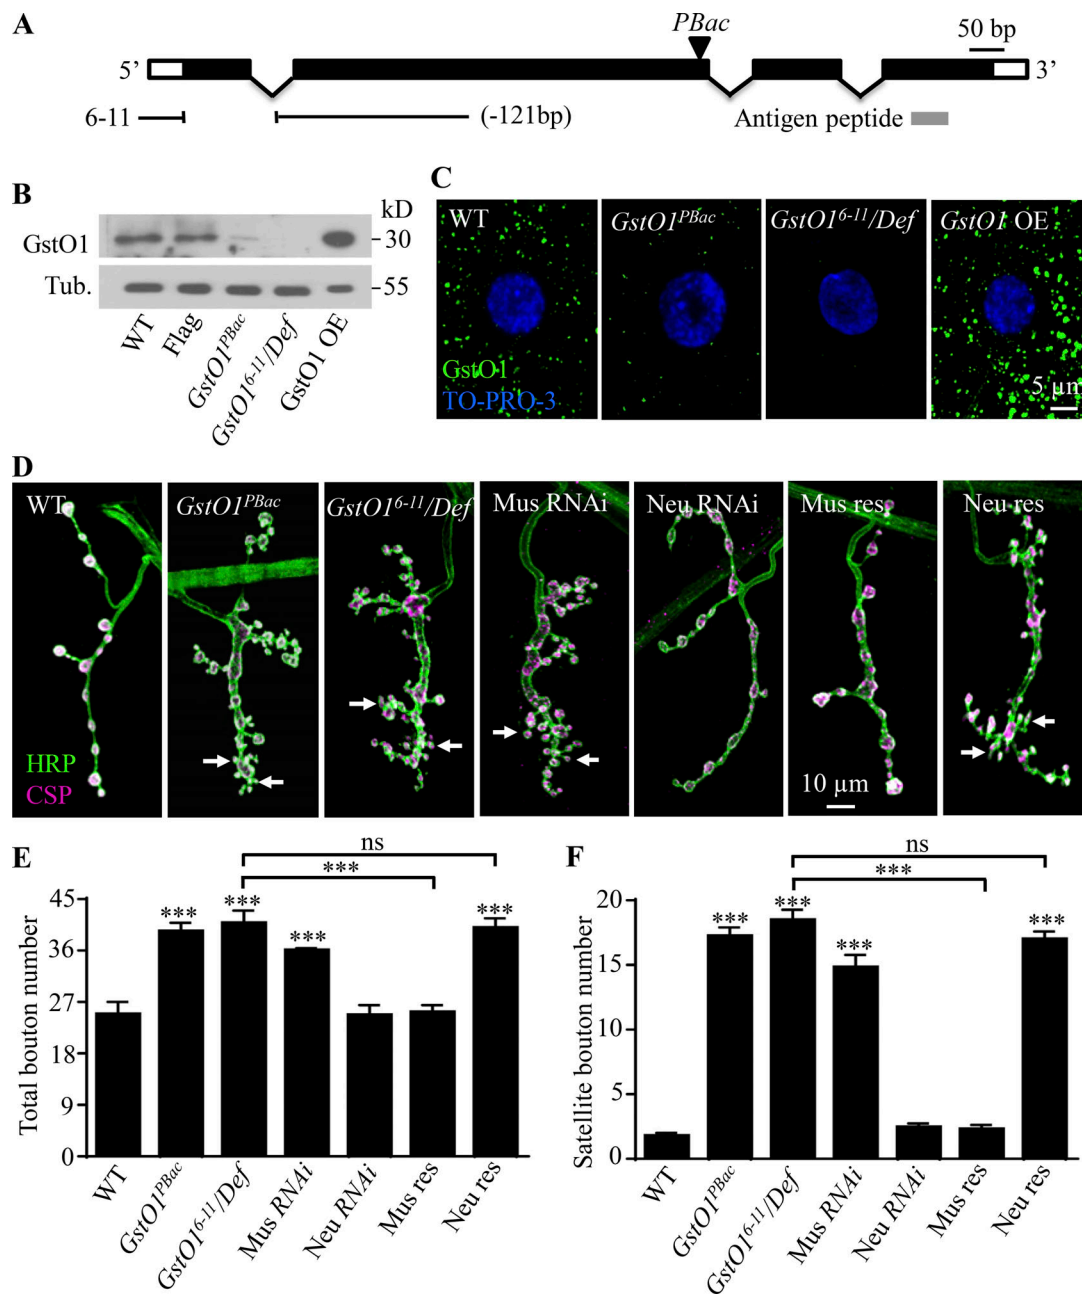 A
PBac
50 bp
5’
3’
6-11
(-121bp)
Antigen peptide
B
kD
GstO1
30
Tub.
55
WT
Flag
GstO1PBac
GstO16-11/Def
GstO1 OE
C
WT
GstO1PBac
GstO16-11/Def
GstO1 OE
GstO1
TO-PRO-3
5 µm
D
WT
GstO1PBac
GstO16-11/Def
Mus RNAi
Neu RNAi
Mus res
Neu res
HRP
CSP
10 µm
E
ns
***
***
***
***
***
Total bouton number
45
36
27
18
9
0
WT
GstO1PBac
GstO16-11/Def
Mus RNAi
Neu RNAi
Mus res
Neu res
F
ns
***
***
***
***
***
Satellite bouton number
20
15
10
5
0
WT
GstO1PBac
GstO16-11/Def
Mus RNAi
Neu RNAi
Mus res
Neu res